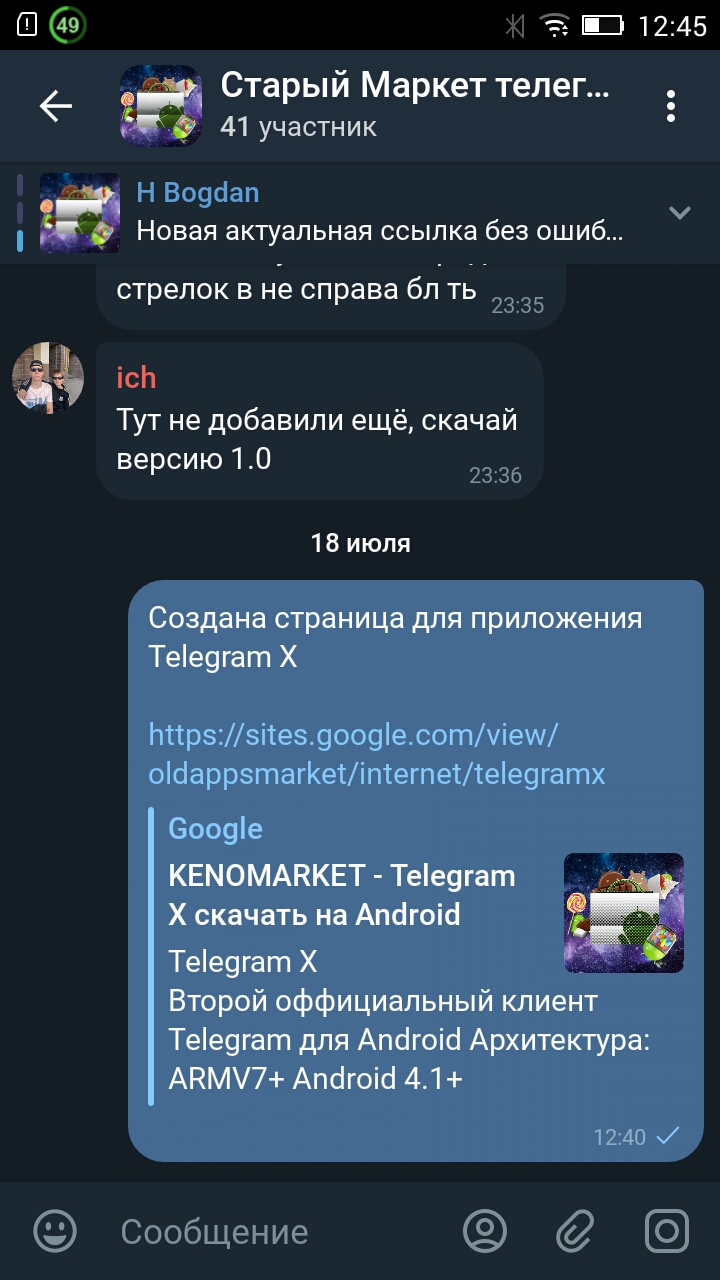 49
12:45
Старый Маркет телег...
41 участник
H Bogdan
Новая актуальная ссылка без ошиб...
стрелок в не справа бл ть
23:35
ich
Тут не добавили ещё, скачай
версию 1.0
23:36
18 июля
Создана страница для приложения
Telegram X
https://sites.google.com/view/
oldappsmarket/internet/telegramx
Google
KENOMARKET - Telegram
X скачать на Android
Telegram X
Второй оффициальный клиент
Telegram для Android Архитектура:
ARMV7+ Android 4.1+
12:40
Сообщение